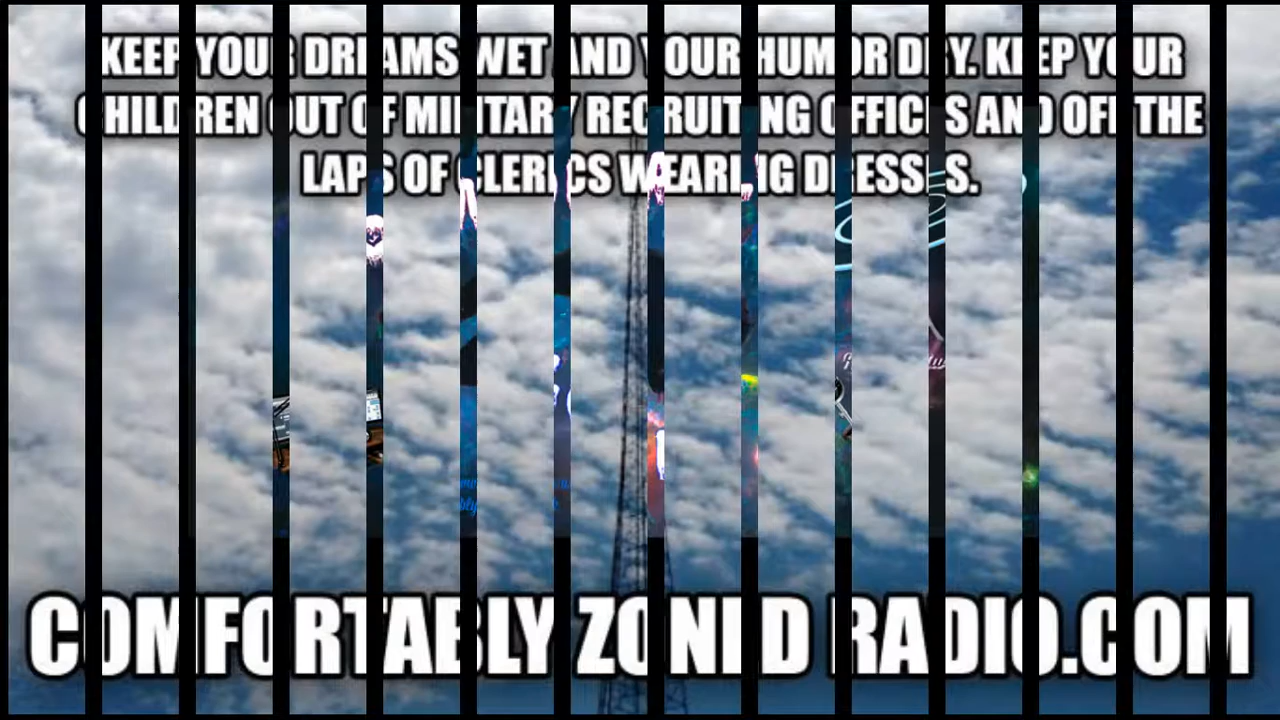 KEEP YOUR DREAMS WET AND YOUR HUMOR DRY. KEEP YOUR
CHILDREN OUT OF MILITARY RECRUITING OFFICES AND OFF THE
LAPS OF CLERICS WEARING DRESSES.
COMFORTABLY ZONED RADIO.COM